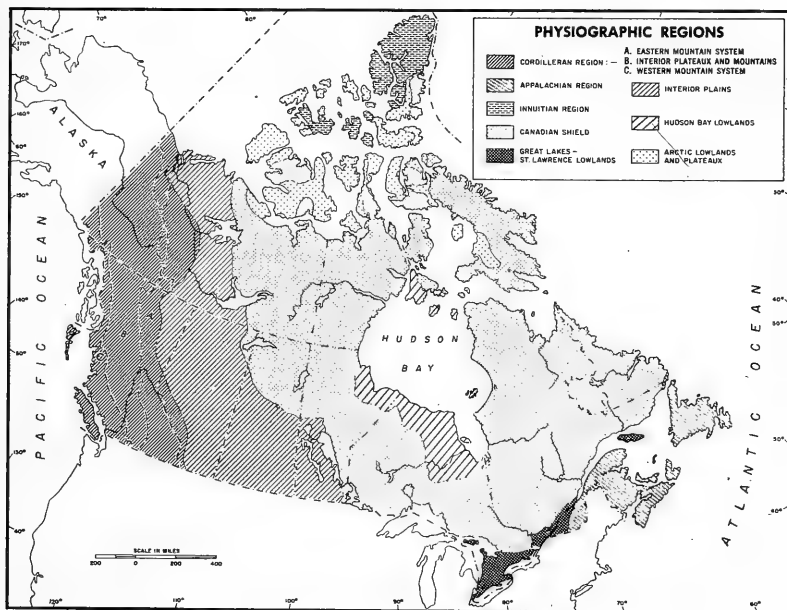 PHYSIOGRAPHIC REGIONS
CORDILLERAN REGION :—
A. EASTERN MOUNTAIN SYSTEM
B. INTERIOR PLATEAUX AND MOUNTAINS
C. WESTERN MOUNTAIN SYSTEM
APPALACHIAN REGION
INTERIOR PLAINS
INNUITIAN REGION
HUDSON BAY LOWLANDS
CANADIAN SHIELD
GREAT LAKES –
ST. LAWRENCE LOWLANDS
ARCTIC LOWLANDS
AND PLATEAUX
ALASKA
PACIFIC OCEAN
HUDSON
BAY
ATLANTIC OCEAN
B
A
SCALE IN MILES
200 0 200 400
80°
70°
60°
170°
160°
60°
150°
140°
50°
130°
40°
120°
110°
100°
90°
80°
70°
60°
50°
40°